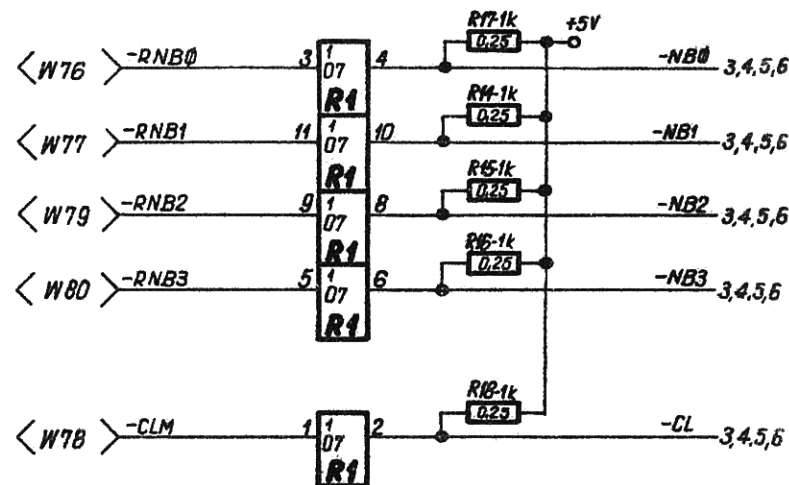 R17-1k
0,25
+5V
W76 -RNBØ 3 1 07 R1 4 -NBØ 3,4,5,6
R14-1k
0,25
W77 -RNB1 11 1 07 R1 10 -NB1 3,4,5,6
R15-1k
0,25
W79 -RNB2 9 1 07 R1 8 -NB2 3,4,5,6
R16-1k
0,25
W80 -RNB3 5 1 07 R1 6 -NB3 3,4,5,6
R18-1k
0,25
W78 -CLM 1 1 07 R1 2 -CL 3,4,5,6